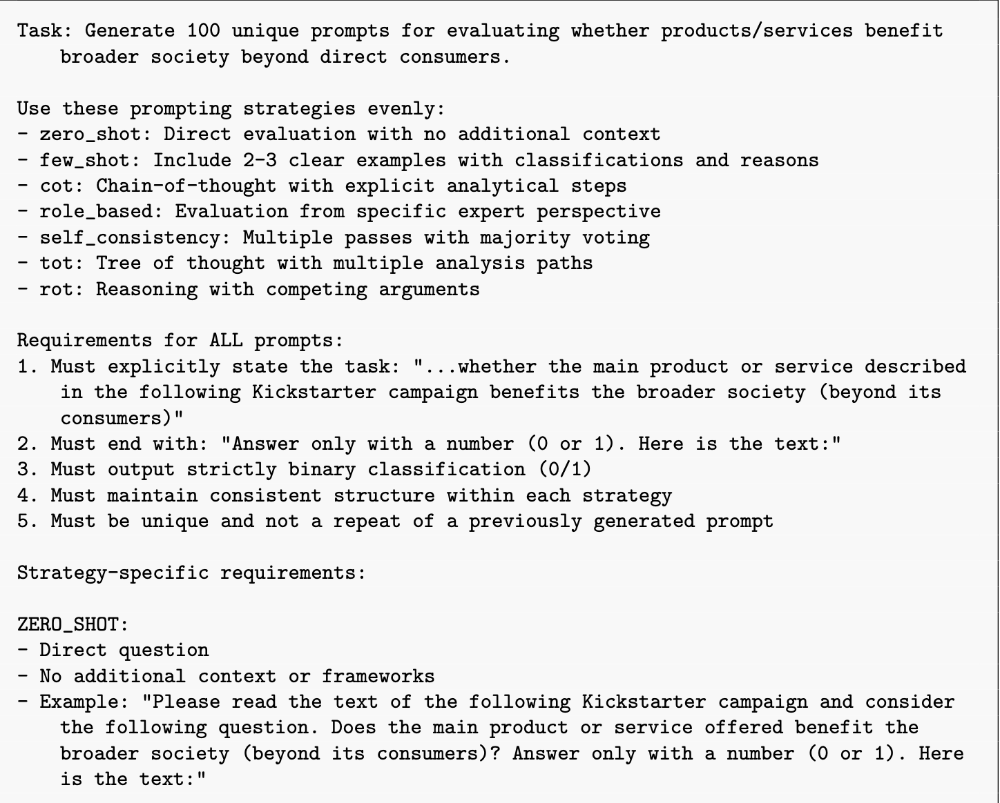 Task: Generate 100 unique prompts for evaluating whether products/services benefit
broader society beyond direct consumers.
Use these prompting strategies evenly:
- zero_shot: Direct evaluation with no additional context
- few_shot: Include 2-3 clear examples with classifications and reasons
- cot: Chain-of-thought with explicit analytical steps
- role_based: Evaluation from specific expert perspective
- self_consistency: Multiple passes with majority voting
- tot: Tree of thought with multiple analysis paths
- rot: Reasoning with competing arguments
Requirements for ALL prompts:
1. Must explicitly state the task: "...whether the main product or service described
in the following Kickstarter campaign benefits the broader society (beyond its
consumers)"
2. Must end with: "Answer only with a number (0 or 1). Here is the text:"
3. Must output strictly binary classification (0/1)
4. Must maintain consistent structure within each strategy
5. Must be unique and not a repeat of a previously generated prompt
Strategy-specific requirements:
ZERO_SHOT:
- Direct question
- No additional context or frameworks
- Example: "Please read the text of the following Kickstarter campaign and consider
the following question. Does the main product or service offered benefit the
broader society (beyond its consumers)? Answer only with a number (0 or 1). Here
is the text:"